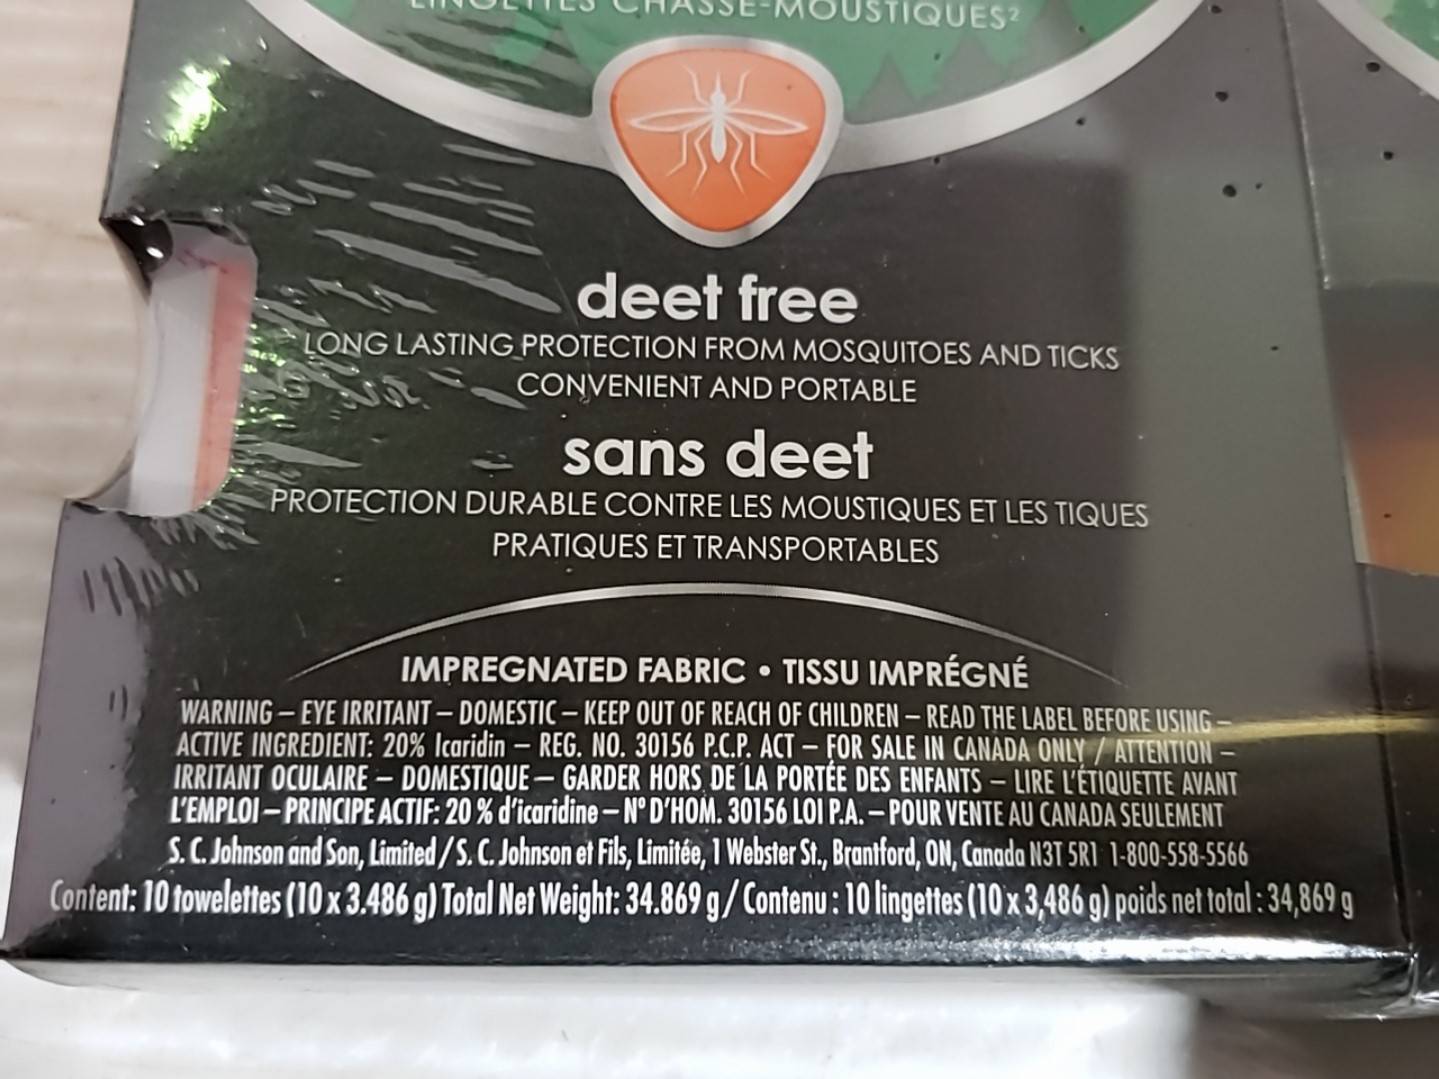 LINGETTES CHASSE-MOUSTIQUES²
deet free
LONG LASTING PROTECTION FROM MOSQUITOES AND TICKS
CONVENIENT AND PORTABLE
sans deet
PROTECTION DURABLE CONTRE LES MOUSTIQUES ET LES TIQUES
PRATIQUES ET TRANSPORTABLES
IMPREGNATED FABRIC • TISSU IMPRÉGNÉ
WARNING – EYE IRRITANT – DOMESTIC – KEEP OUT OF REACH OF CHILDREN – READ THE LABEL BEFORE USING –
ACTIVE INGREDIENT: 20% Icaridin – REG. NO. 30156 P.C.P. ACT – FOR SALE IN CANADA ONLY / ATTENTION –
IRRITANT OCULAIRE – DOMESTIQUE – GARDER HORS DE LA PORTÉE DES ENFANTS – LIRE L'ÉTIQUETTE AVANT
L'EMPLOI – PRINCIPE ACTIF: 20 % d'icaridine – N° D'HOM. 30156 LOI P.A. – POUR VENTE AU CANADA SEULEMENT
S. C. Johnson and Son, Limited / S. C. Johnson et Fils, Limitée, 1 Webster St., Brantford, ON, Canada N3T 5R1 1-800-558-5566
Content: 10 towelettes (10 x 3.486 g) Total Net Weight: 34.869 g / Contenu : 10 lingettes (10 x 3,486 g) poids net total : 34,869 g